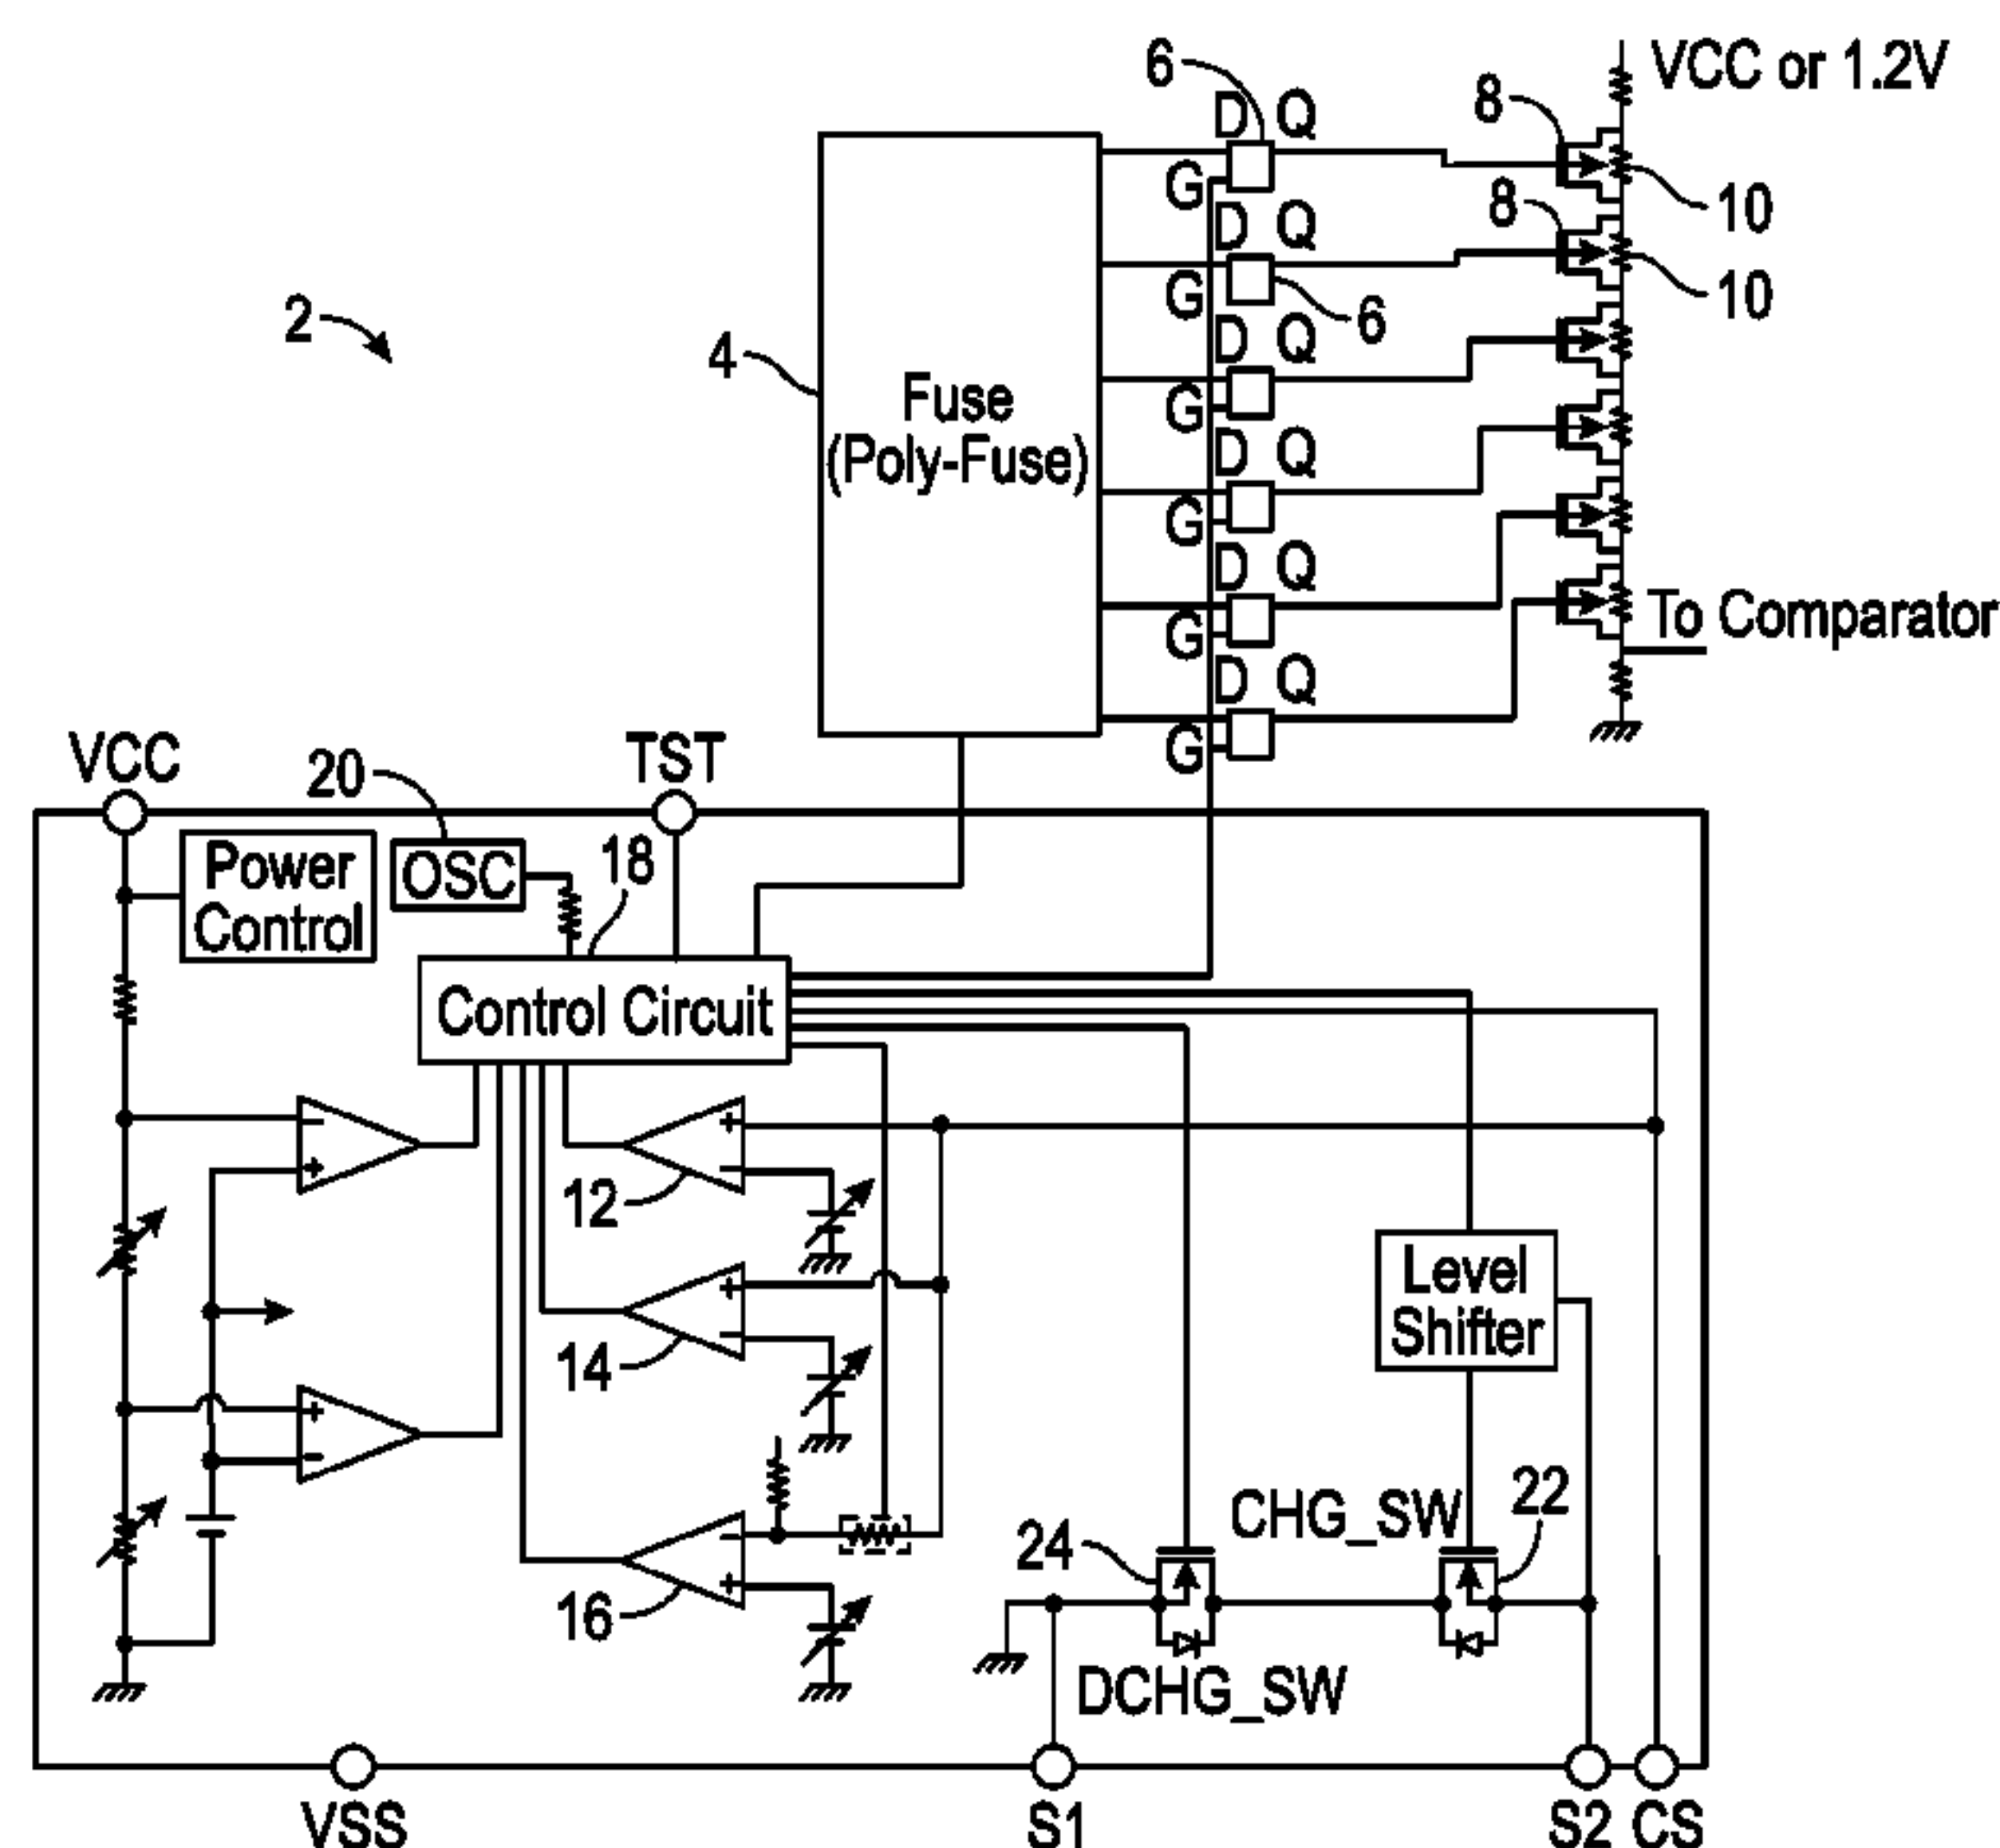 6
VCC or 1.2V
8
D Q
G
10
8
D Q
G
10
2
6
4
Fuse
(Poly-Fuse)
D Q
G
D Q
G
D Q
G
To Comparator
D Q
G
VCC
20
TST
18
Power
Control
OSC
Control Circuit
−
+
+
−
12
Level
Shifter
+
−
14
+
−
CHG_SW
22
24
−
+
16
DCHG_SW
VSS
S1
S2
CS